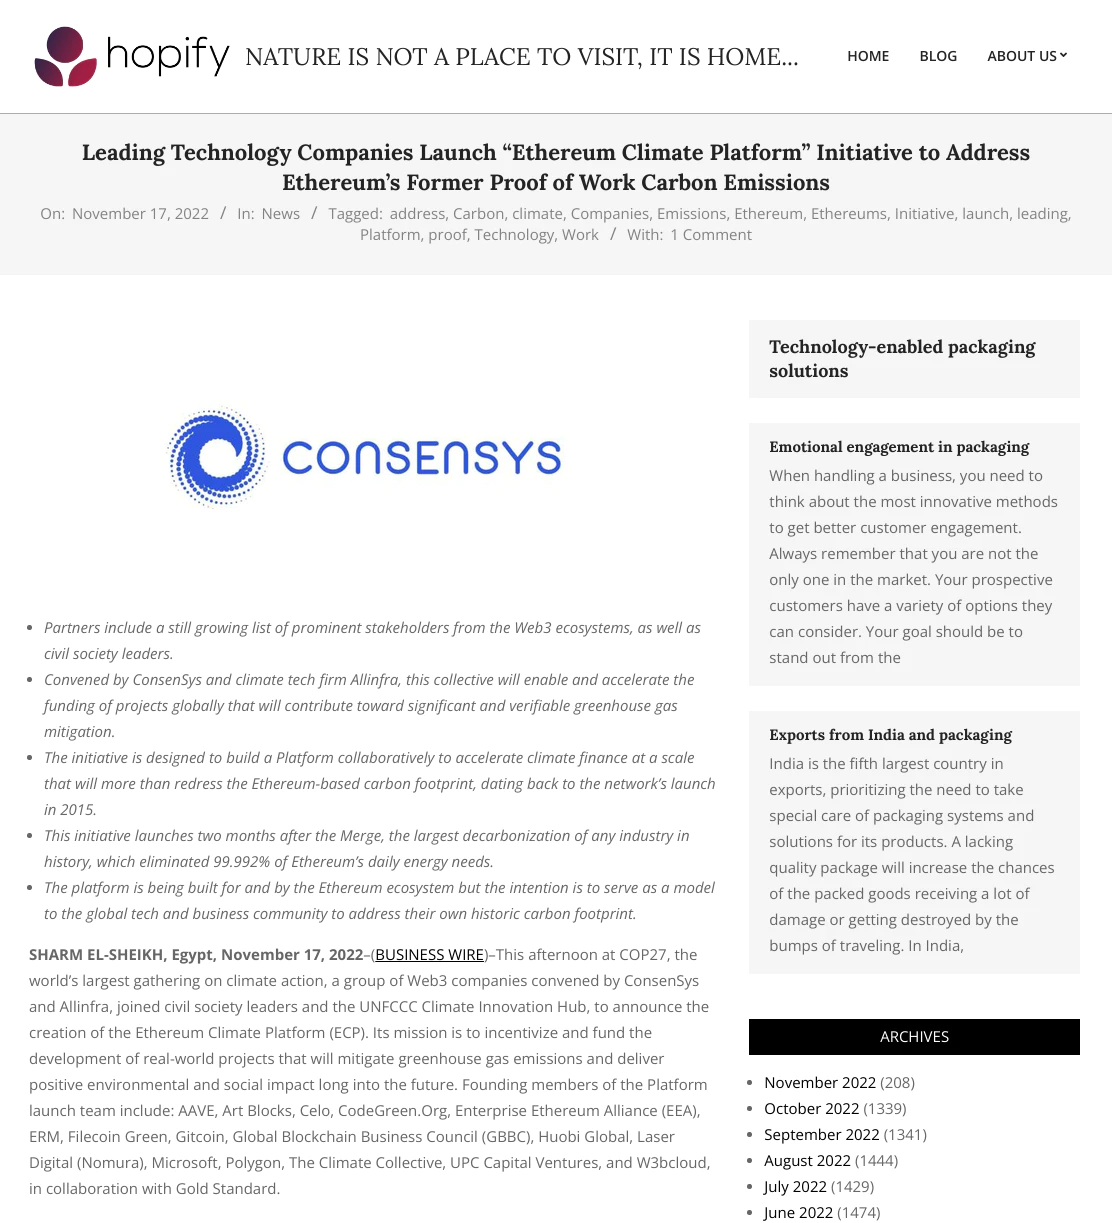 hopify
NATURE IS NOT A PLACE TO VISIT, IT IS HOME...
HOME
BLOG
ABOUT US
Leading Technology Companies Launch “Ethereum Climate Platform” Initiative to Address
Ethereum’s Former Proof of Work Carbon Emissions
On: November 17, 2022 / In: News / Tagged: address, Carbon, climate, Companies, Emissions, Ethereum, Ethereums, Initiative, launch, leading,
Platform, proof, Technology, Work / With: 1 Comment
CONSENSYS
• Partners include a still growing list of prominent stakeholders from the Web3 ecosystems, as well as
civil society leaders.
• Convened by ConsenSys and climate tech firm Allinfra, this collective will enable and accelerate the
funding of projects globally that will contribute toward significant and verifiable greenhouse gas
mitigation.
• The initiative is designed to build a Platform collaboratively to accelerate climate finance at a scale
that will more than redress the Ethereum-based carbon footprint, dating back to the network’s launch
in 2015.
• This initiative launches two months after the Merge, the largest decarbonization of any industry in
history, which eliminated 99.992% of Ethereum’s daily energy needs.
• The platform is being built for and by the Ethereum ecosystem but the intention is to serve as a model
to the global tech and business community to address their own historic carbon footprint.
SHARM EL-SHEIKH, Egypt, November 17, 2022–(BUSINESS WIRE)–This afternoon at COP27, the
world’s largest gathering on climate action, a group of Web3 companies convened by ConsenSys
and Allinfra, joined civil society leaders and the UNFCCC Climate Innovation Hub, to announce the
creation of the Ethereum Climate Platform (ECP). Its mission is to incentivize and fund the
development of real-world projects that will mitigate greenhouse gas emissions and deliver
positive environmental and social impact long into the future. Founding members of the Platform
launch team include: AAVE, Art Blocks, Celo, CodeGreen.Org, Enterprise Ethereum Alliance (EEA),
ERM, Filecoin Green, Gitcoin, Global Blockchain Business Council (GBBC), Huobi Global, Laser
Digital (Nomura), Microsoft, Polygon, The Climate Collective, UPC Capital Ventures, and W3bcloud,
in collaboration with Gold Standard.
Technology-enabled packaging
solutions
Emotional engagement in packaging
When handling a business, you need to
think about the most innovative methods
to get better customer engagement.
Always remember that you are not the
only one in the market. Your prospective
customers have a variety of options they
can consider. Your goal should be to
stand out from the
Exports from India and packaging
India is the fifth largest country in
exports, prioritizing the need to take
special care of packaging systems and
solutions for its products. A lacking
quality package will increase the chances
of the packed goods receiving a lot of
damage or getting destroyed by the
bumps of traveling. In India,
ARCHIVES
• November 2022 (208)
• October 2022 (1339)
• September 2022 (1341)
• August 2022 (1444)
• July 2022 (1429)
• June 2022 (1474)